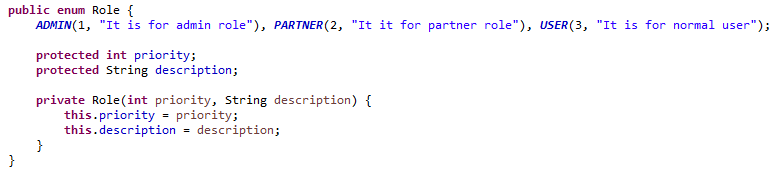 public enum Role {
    ADMIN(1, "It is for admin role"), PARTNER(2, "It it for partner role"), USER(3, "It is for normal user");

    protected int priority;
    protected String description;

    private Role(int priority, String description) {
        this.priority = priority;
        this.description = description;
    }
}